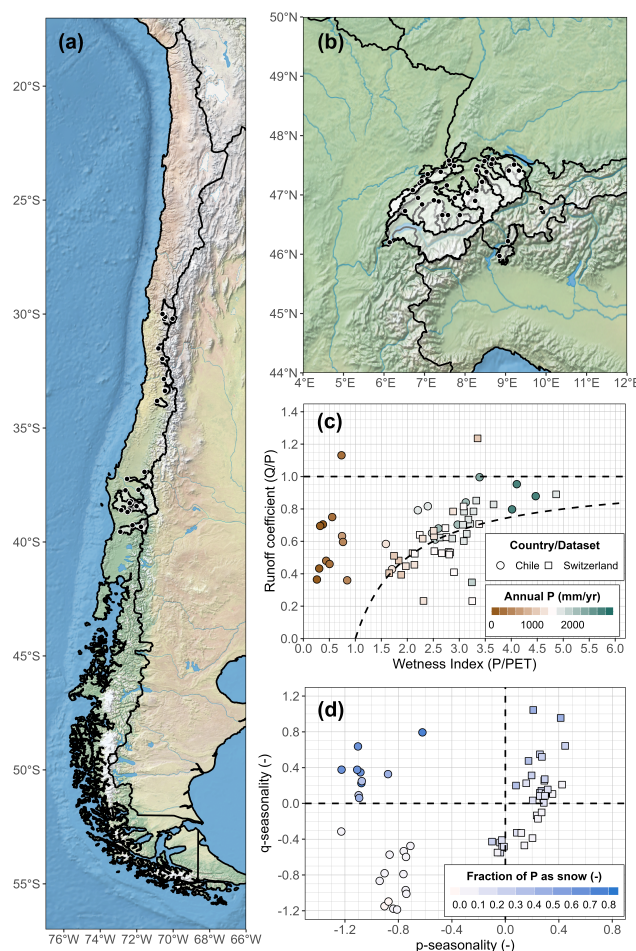 (a)
20°S
25°S
30°S
35°S
40°S
45°S
50°S
55°S
76°W 74°W 72°W 70°W 68°W 66°W
(b)
50°N
49°N
48°N
47°N
46°N
45°N
44°N
4°E 5°E 6°E 7°E 8°E 9°E 10°E 11°E 12°E
(c)
Runoff coefficient (Q/P)
1.4
1.2
1.0
0.8
0.6
0.4
0.2
0.0
Country/Dataset
Chile Switzerland
Annual P (mm/yr)
0 1000 2000
0.0 0.5 1.0 1.5 2.0 2.5 3.0 3.5 4.0 4.5 5.0 5.5 6.0
Wetness Index (P/PET)
(d)
q-seasonality (-)
1.2
0.8
0.4
0.0
-0.4
-0.8
-1.2
Fraction of P as snow (-)
0.0 0.1 0.2 0.3 0.4 0.5 0.6 0.7 0.8
-1.2 -0.8 -0.4 0.0 0.4 0.8
p-seasonality (-)